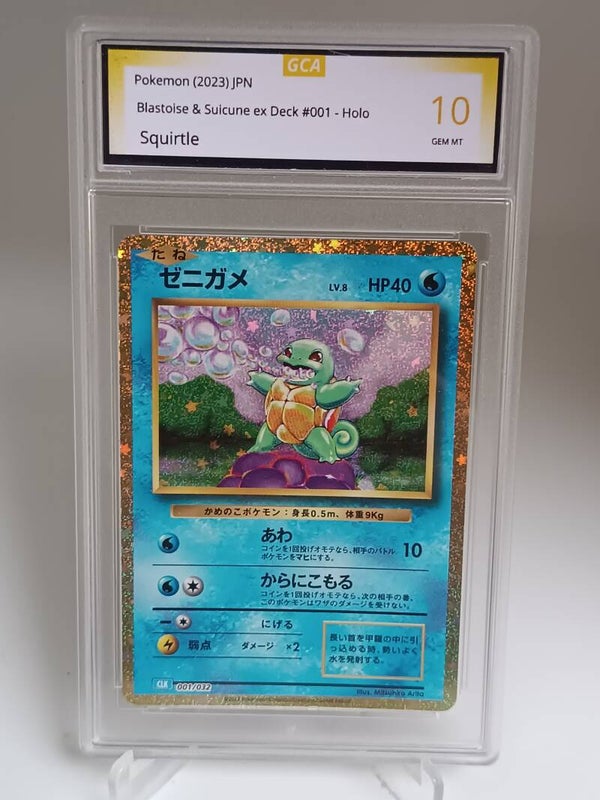 GCA
Pokemon (2023) JPN
Blastoise & Suicune ex Deck #001 - Holo
Squirtle
10
GEM MT
たね
ゼニガメ
LV.8 HP40
かめのこポケモン：身長0.5m、体重9Kg
あわ
コインを1回投げオモテなら、相手のバトル
ポケモンをマヒにする。
10
からにこもる
コインを1回投げオモテなら、次の相手の番、
このポケモンはワザのダメージを受けない。
にげる
弱点 ダメージ ×2
長い首を甲羅の中に引
っ込める時、勢いよく
水を発射する。
CLK 001/032
Illus. Mitsuhiro Arita